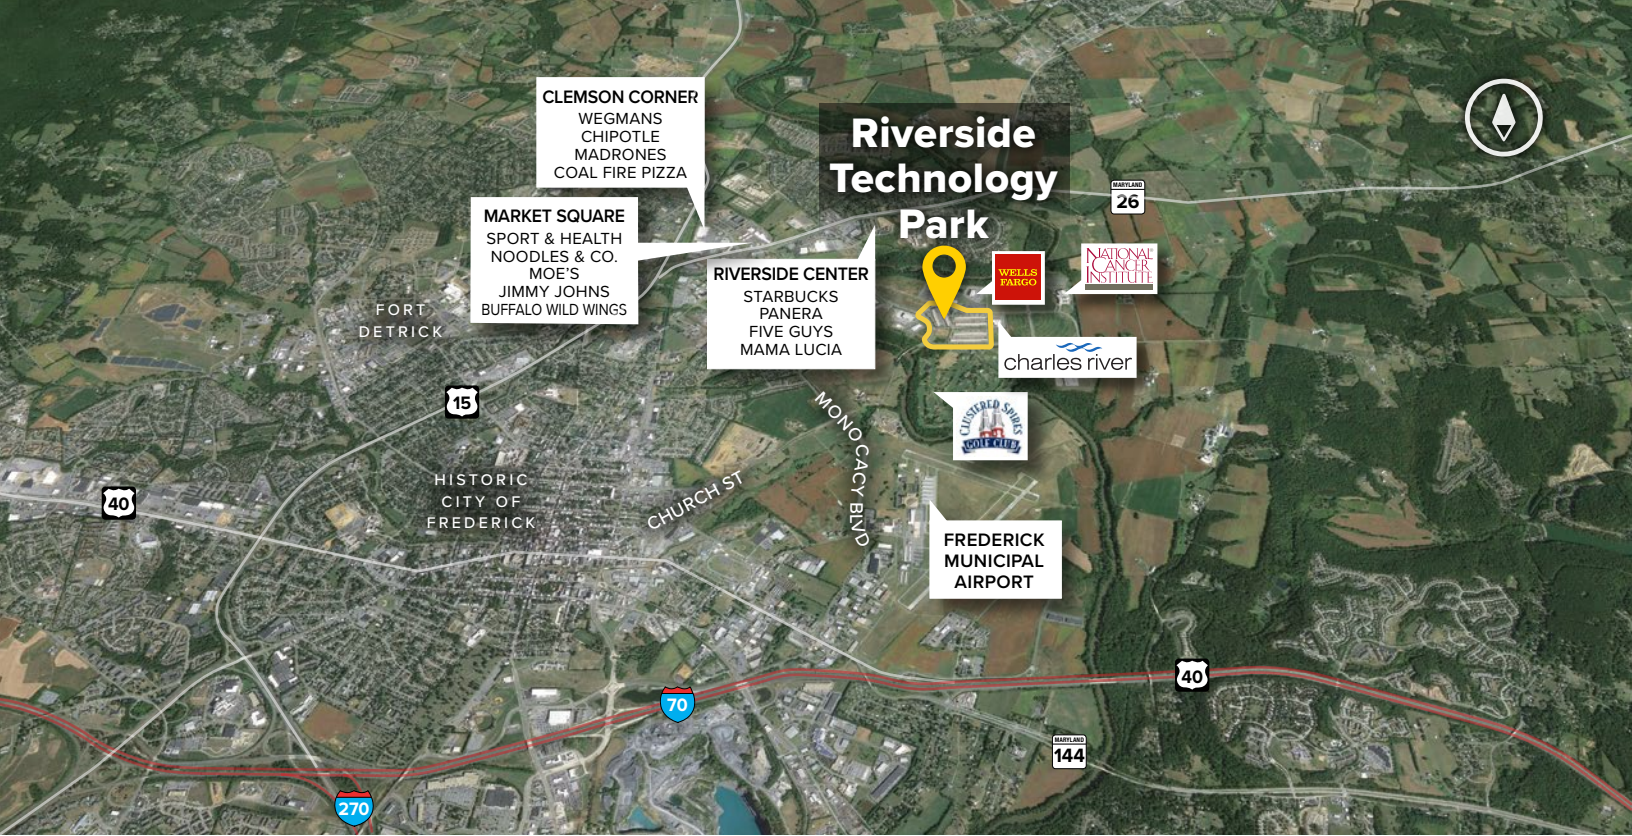 CLEMSON CORNER
WEGMANS
CHIPOTLE
MADRONES
COAL FIRE PIZZA
Riverside
Technology
Park
MARYLAND
26
MARKET SQUARE
SPORT & HEALTH
NOODLES & CO.
MOE'S
JIMMY JOHNS
BUFFALO WILD WINGS
RIVERSIDE CENTER
STARBUCKS
PANERA
FIVE GUYS
MAMA LUCIA
WELLS
FARGO
NATIONAL
CANCER
INSTITUTE
charles river
FORT
DETRICK
15
CLUSTERED SPIRES
GOLF CLUB
MONOCACY BLVD
CHURCH ST
HISTORIC
CITY OF
FREDERICK
40
FREDERICK
MUNICIPAL
AIRPORT
40
70
MARYLAND
144
270